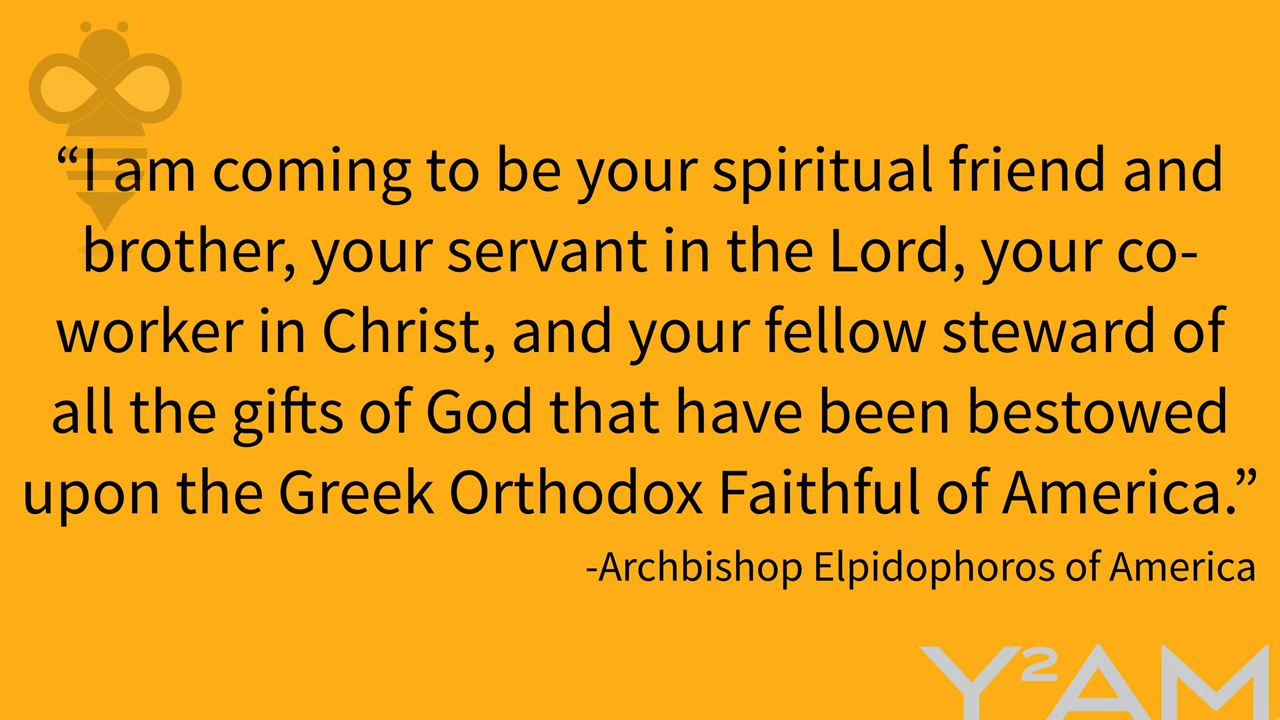 “I am coming to be your spiritual friend and
brother, your servant in the Lord, your co-
worker in Christ, and your fellow steward of
all the gifts of God that have been bestowed
upon the Greek Orthodox Faithful of America.”
-Archbishop Elpidophoros of America
Y²AM